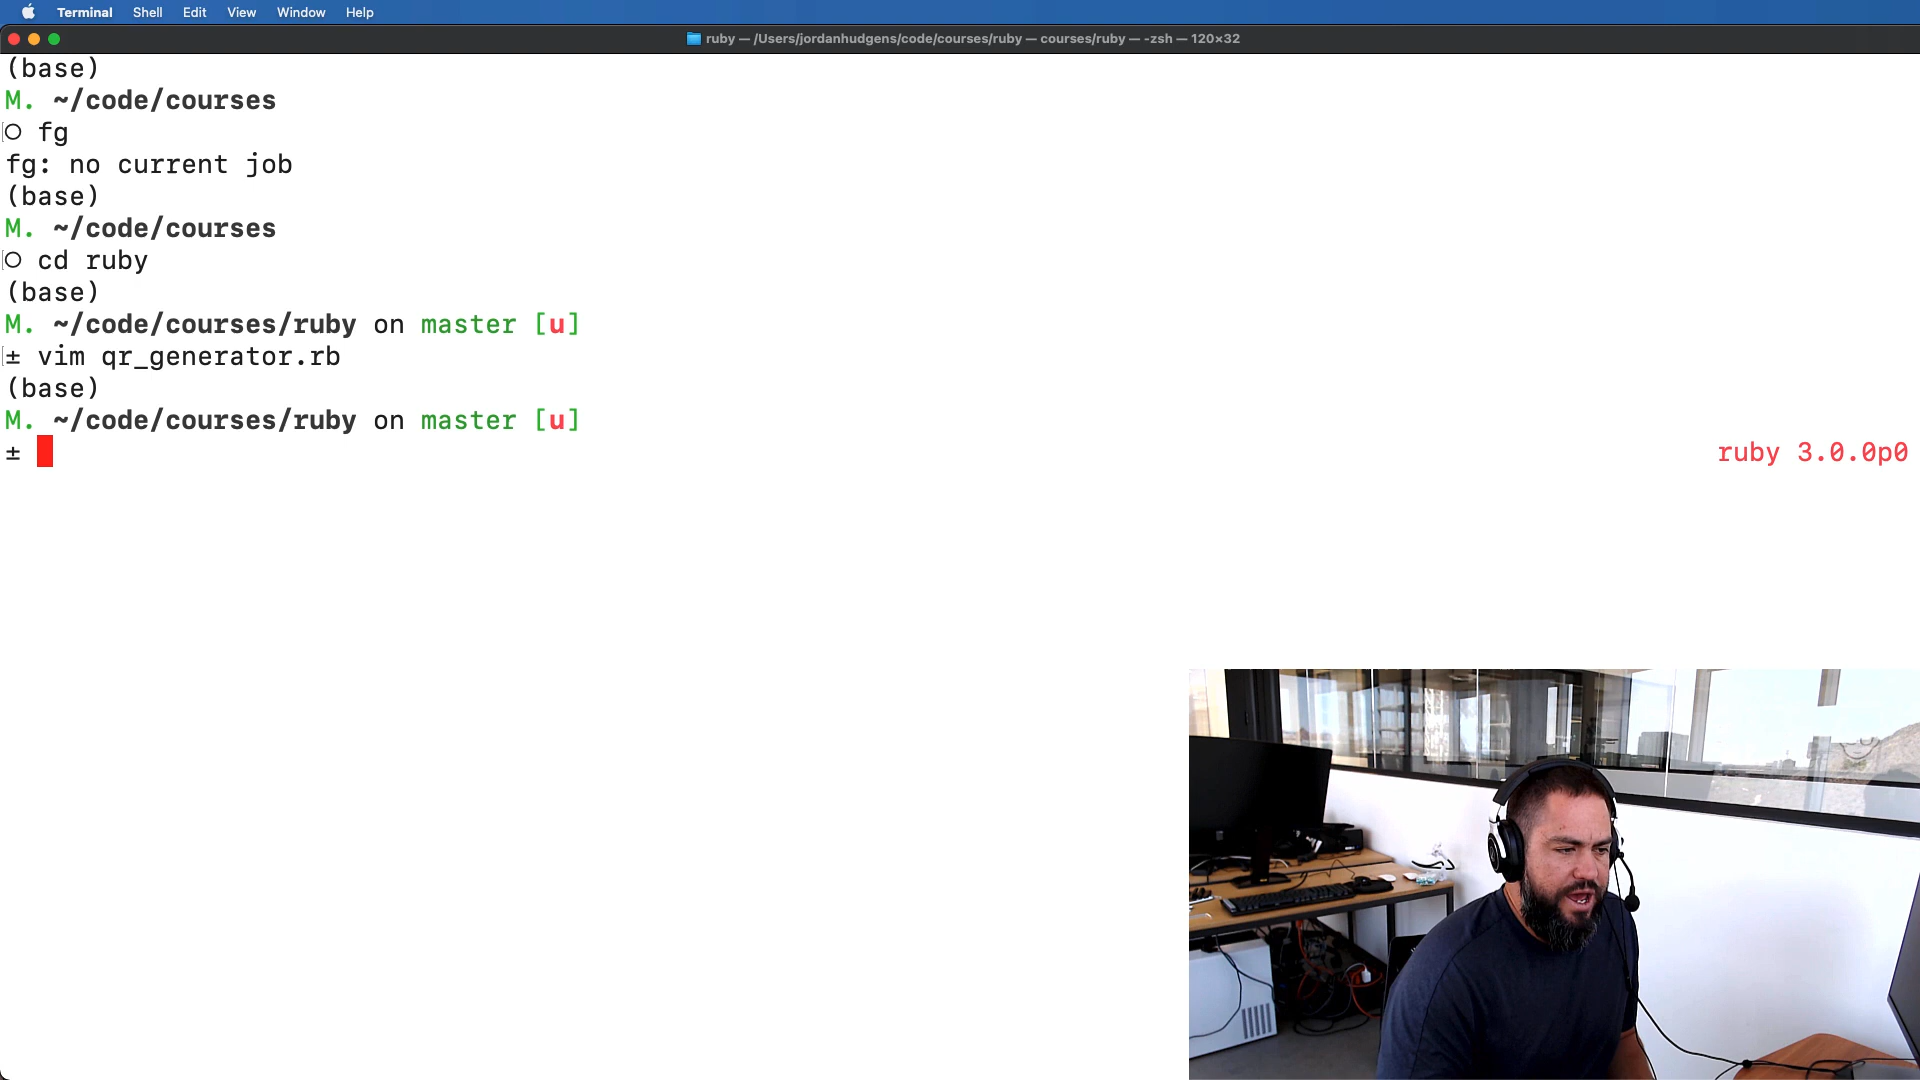 Terminal Shell Edit View Window Help
ruby — /Users/jordanhudgens/code/courses/ruby — courses/ruby — -zsh — 120×32
(base)
M. ~/code/courses
○ fg
fg: no current job
(base)
M. ~/code/courses
○ cd ruby
(base)
M. ~/code/courses/ruby on master [u]
± vim qr_generator.rb
(base)
M. ~/code/courses/ruby on master [u]
± ruby 3.0.0p0